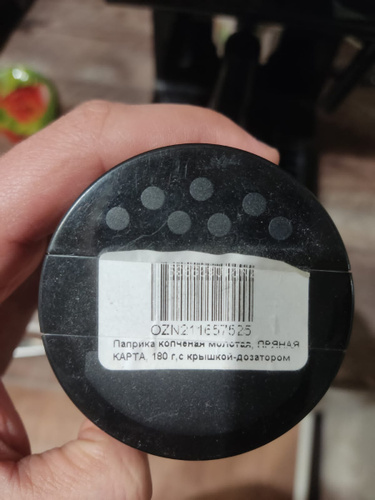 OZN211657525
Паприка копченая молотая, ПРЯНАЯ
КАРТА, 180 г,с крышкой-дозатором